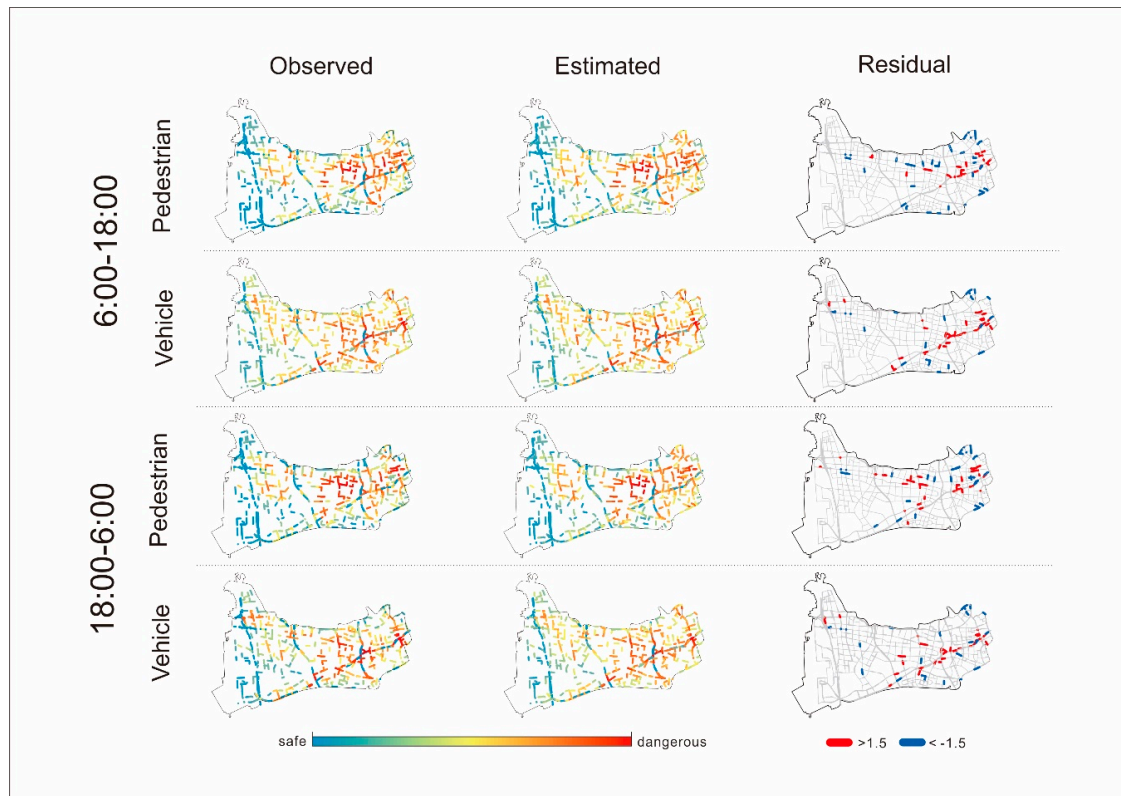 Observed
Estimated
Residual
6:00-18:00
Pedestrian
Vehicle
18:00-6:00
Pedestrian
Vehicle
safe
dangerous
>1.5
< -1.5